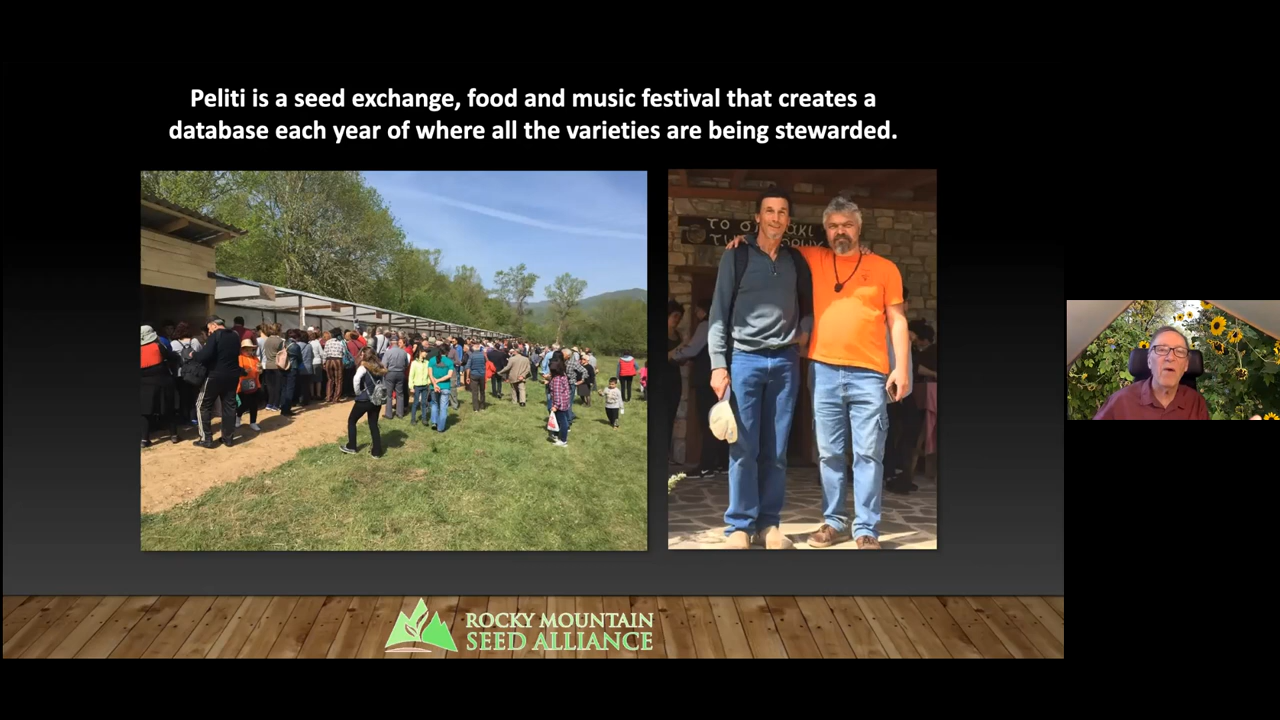 Peliti is a seed exchange, food and music festival that creates a
database each year of where all the varieties are being stewarded.
ΤΟ
ROCKY MOUNTAIN
SEED ALLIANCE